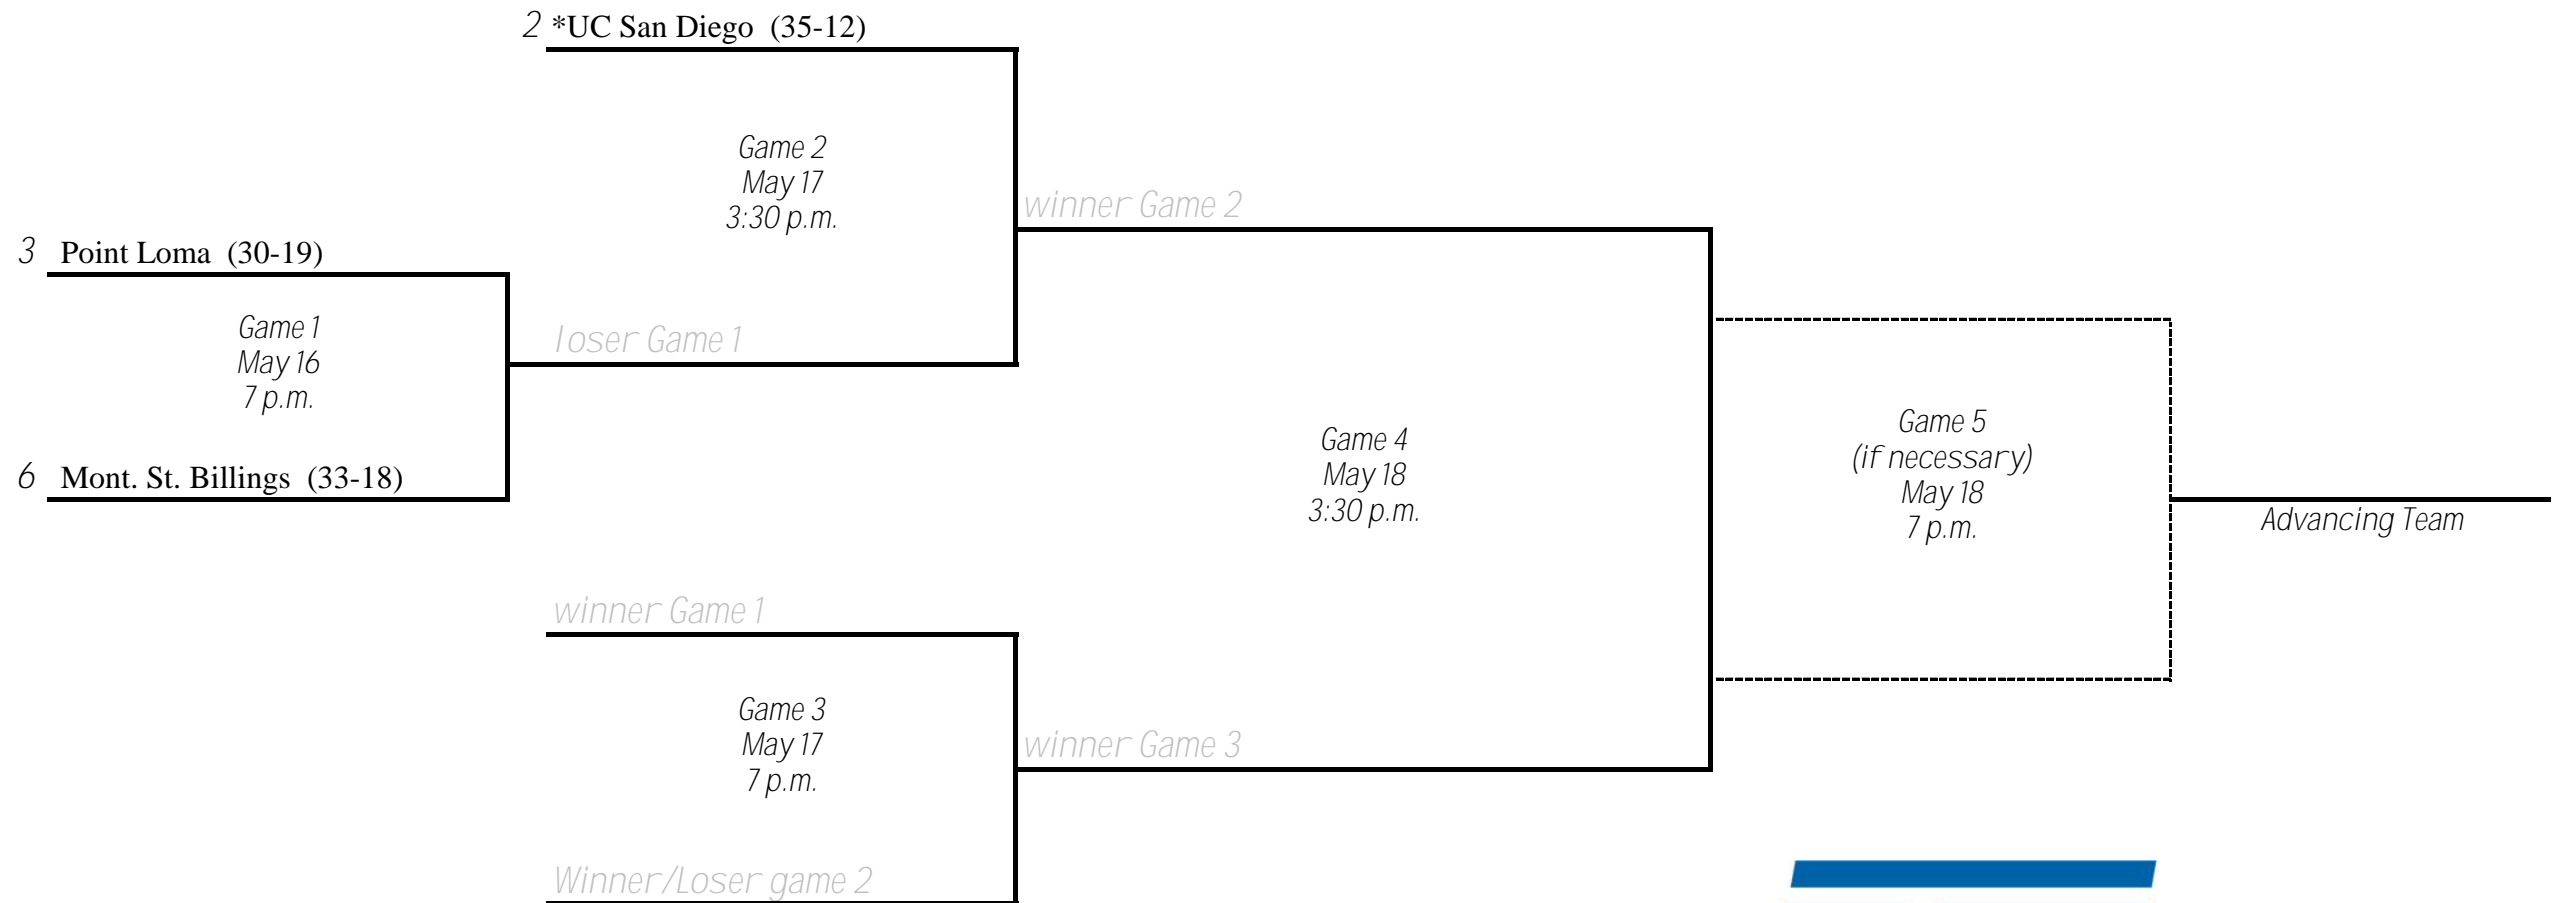 2 *UC San Diego (35-12)
Game 2
May 17
3:30 p.m.
winner Game 2
3 Point Loma (30-19)
Game 1
May 16
7 p.m.
loser Game 1
6 Mont. St. Billings (33-18)
Game 4
May 18
3:30 p.m.
Game 5
(if necessary)
May 18
7 p.m.
Advancing Team
winner Game 1
Game 3
May 17
7 p.m.
winner Game 3
Winner/Loser game 2